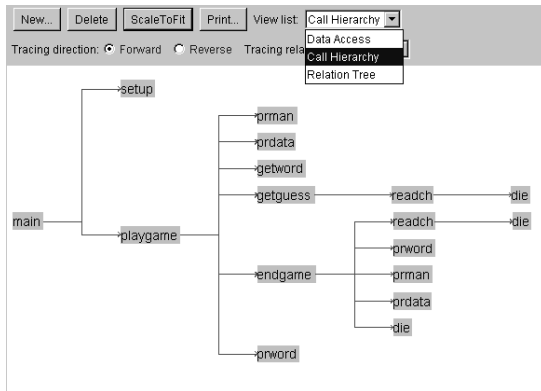 New... Delete ScaleToFit Print... View list: Call Hierarchy
Data Access
Tracing direction: Forward Reverse Tracing rela
Call Hierarchy
Relation Tree
setup
prman
prdata
getword
getguess readch die
main
readch die
playgame
prword
endgame prman
prdata
die
prword